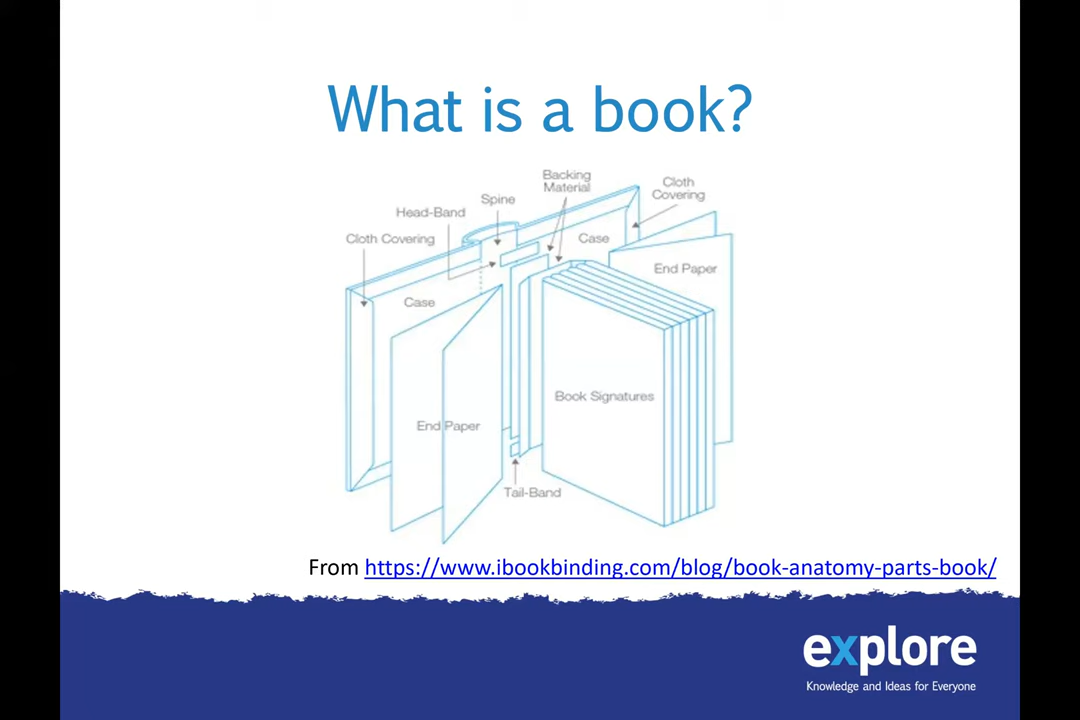 What is a book?
Backing
Material
Cloth
Covering
Spine
Head-Band
Cloth Covering
Case
End Paper
Case
Book Signatures
End Paper
Tail-Band
From https://www.ibookbinding.com/blog/book-anatomy-parts-book/
explore
Knowledge and Ideas for Everyone